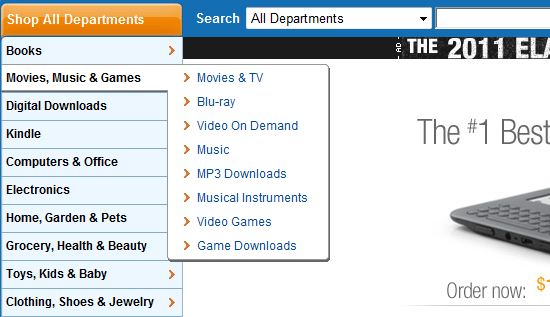 Shop All Departments
Search All Departments
Books
Movies, Music & Games
Digital Downloads
Kindle
Computers & Office
Electronics
Home, Garden & Pets
Grocery, Health & Beauty
Toys, Kids & Baby
Clothing, Shoes & Jewelry
Movies & TV
Blu-ray
Video On Demand
Music
MP3 Downloads
Musical Instruments
Video Games
Game Downloads
AD
THE 2011 ELA
The #1 Best
Order now: $